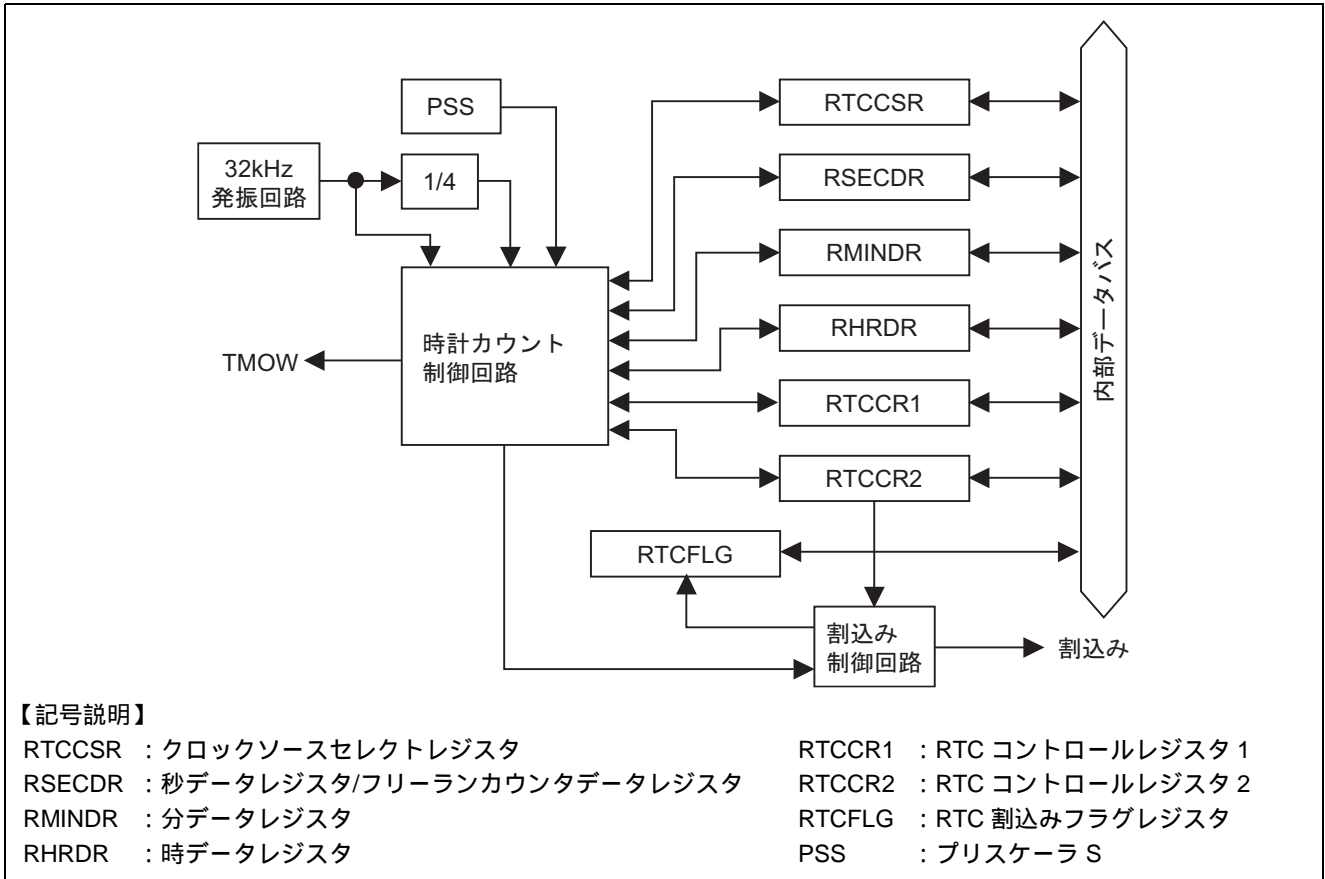 PSS
RTCCSR
32kHz
発振回路
1/4
RSECDR
RMINDR
時計カウント
制御回路
TMOW
RHRDR
RTCCR1
RTCCR2
内部データバス
RTCFLG
割込み
制御回路
割込み
【記号説明】
RTCCSR :クロックソースセレクトレジスタ
RSECDR :秒データレジスタ/フリーランカウンタデータレジスタ
RMINDR :分データレジスタ
RHRDR :時データレジスタ
RTCCR1 :RTC コントロールレジスタ 1
RTCCR2 :RTC コントロールレジスタ 2
RTCFLG :RTC 割込みフラグレジスタ
PSS :プリスケーラ S